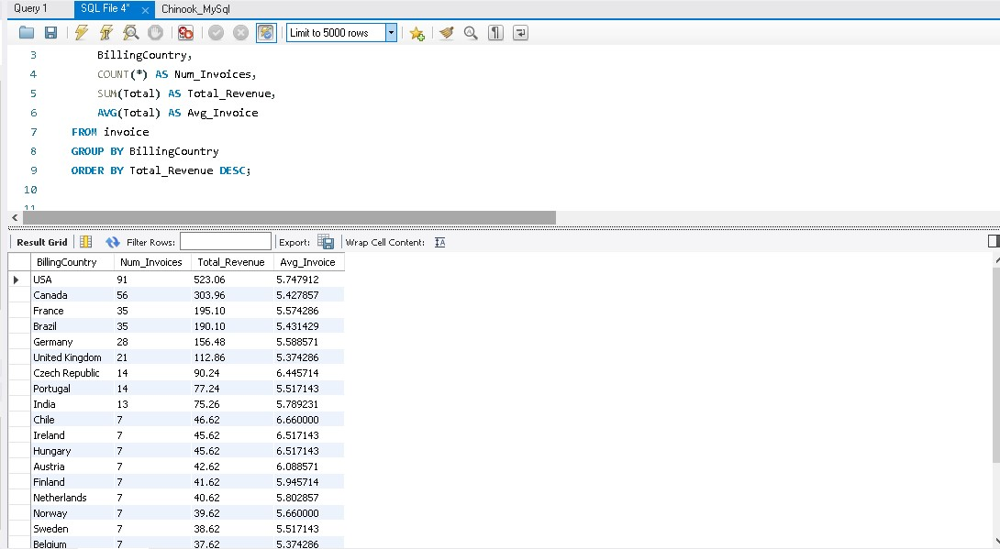 Query 1 SQL File 4* Chinook_MySql
Limit to 5000 rows
3 BillingCountry,
4 COUNT(*) AS Num_Invoices,
5 SUM(Total) AS Total_Revenue,
6 AVG(Total) AS Avg_Invoice
7 FROM invoice
8 GROUP BY BillingCountry
9 ORDER BY Total_Revenue DESC;
10
11
Result Grid Filter Rows: Export: Wrap Cell Content:
BillingCountry Num_Invoices Total_Revenue Avg_Invoice
USA 91 523.06 5.747912
Canada 56 303.96 5.427857
France 35 195.10 5.574286
Brazil 35 190.10 5.431429
Germany 28 156.48 5.588571
United Kingdom 21 112.86 5.374286
Czech Republic 14 90.24 6.445714
Portugal 14 77.24 5.517143
India 13 75.26 5.789231
Chile 7 46.62 6.660000
Ireland 7 45.62 6.517143
Hungary 7 45.62 6.517143
Austria 7 42.62 6.088571
Finland 7 41.62 5.945714
Netherlands 7 40.62 5.802857
Norway 7 39.62 5.660000
Sweden 7 38.62 5.517143
Belgium 7 37.62 5.374286